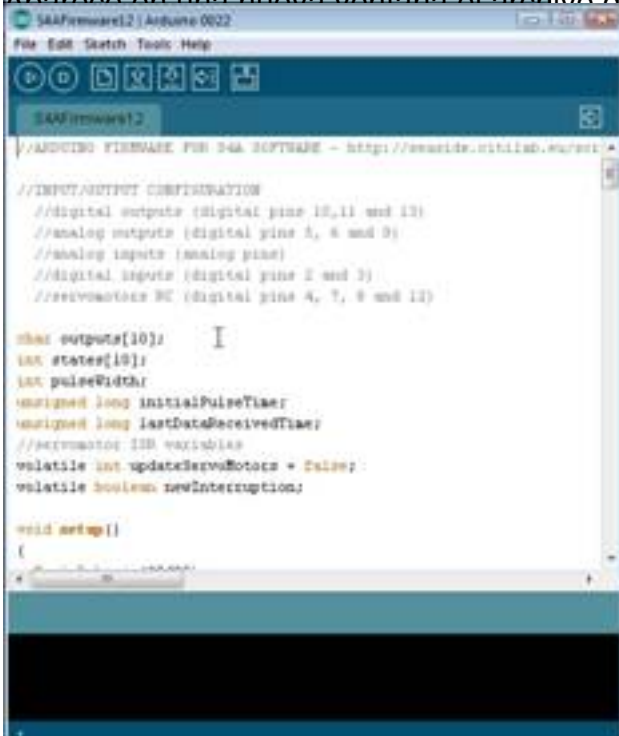 S4AFirmware12 | Arduino 0022
File Edit Sketch Tools Help
S4AFirmware12
//ARDUINO FIRMWARE FOR S4A SOFTWARE - http://seaside.citilab.eu/scr
//INPUT/OUTPUT CONFIGURATION
//digital outputs (digital pins 10,11 and 13)
//analog outputs (digital pins 5, 6 and 9)
//analog inputs (analog pins)
//digital inputs (digital pins 2 and 3)
//servomotors RC (digital pins 4, 7, 8 and 12)
char outputs[10];
int states[10];
int pulseWidth;
unsigned long initialPulseTime;
unsigned long lastDataReceivedTime;
//servomotor ISR variables
volatile int updateServoMotors = false;
volatile boolean newInterruption;
void setup()
{